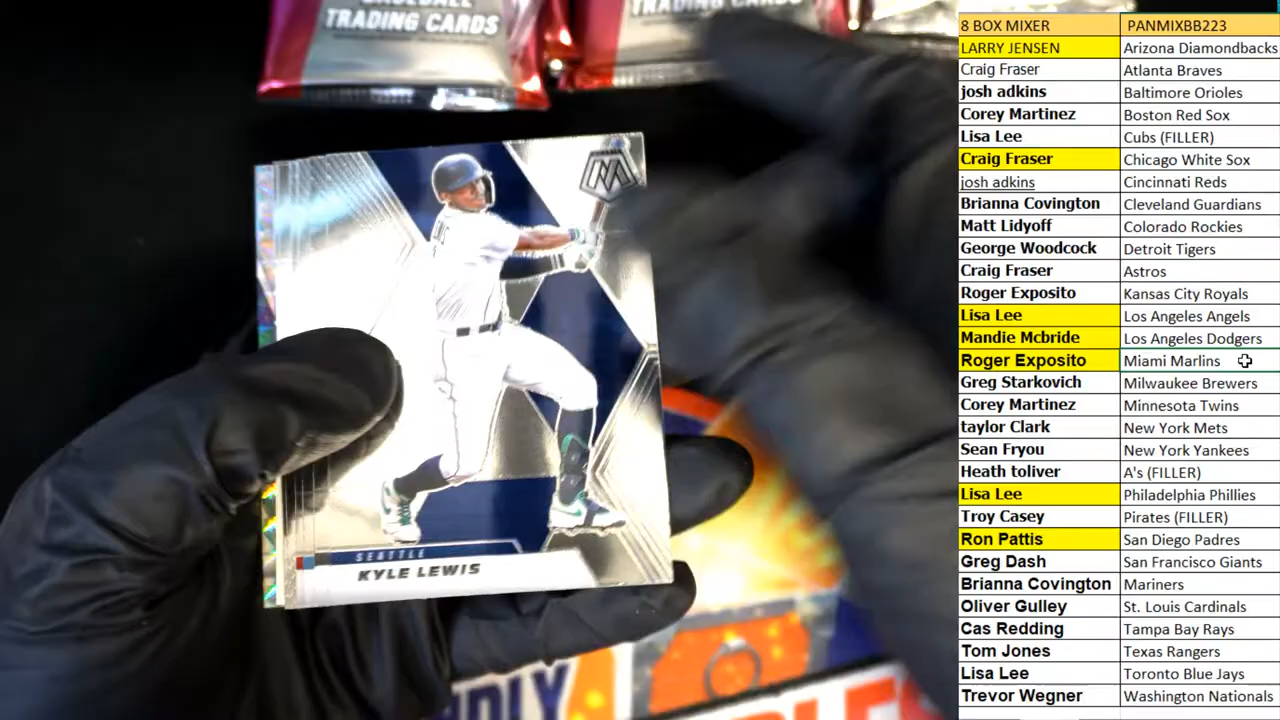 BASEBALL
TRADING CARDS
TRADING CARDS
M
SEATTLE
KYLE LEWIS
8 BOX MIXER PANMIXBB223
LARRY JENSEN Arizona Diamondbacks
Craig Fraser Atlanta Braves
josh adkins Baltimore Orioles
Corey Martinez Boston Red Sox
Lisa Lee Cubs (FILLER)
Craig Fraser Chicago White Sox
josh adkins Cincinnati Reds
Brianna Covington Cleveland Guardians
Matt Lidyoff Colorado Rockies
George Woodcock Detroit Tigers
Craig Fraser Astros
Roger Exposito Kansas City Royals
Lisa Lee Los Angeles Angels
Mandie Mcbride Los Angeles Dodgers
Roger Exposito Miami Marlins
Greg Starkovich Milwaukee Brewers
Corey Martinez Minnesota Twins
taylor Clark New York Mets
Sean Fryou New York Yankees
Heath toliver A's (FILLER)
Lisa Lee Philadelphia Phillies
Troy Casey Pirates (FILLER)
Ron Pattis San Diego Padres
Greg Dash San Francisco Giants
Brianna Covington Mariners
Oliver Gulley St. Louis Cardinals
Cas Redding Tampa Bay Rays
Tom Jones Texas Rangers
Lisa Lee Toronto Blue Jays
Trevor Wegner Washington Nationals